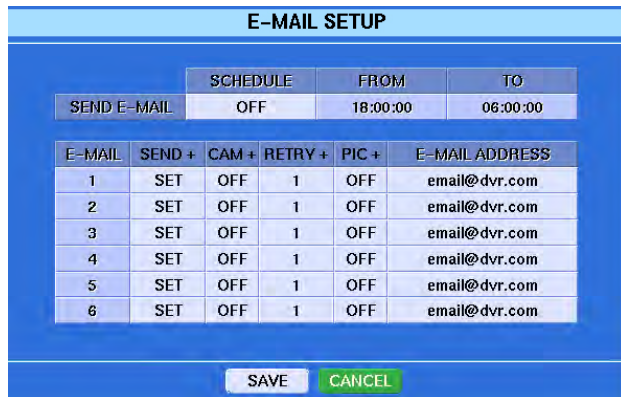 E-MAIL SETUP
SCHEDULE FROM TO
SEND E-MAIL OFF 18:00:00 06:00:00
E-MAIL SEND + CAM + RETRY + PIC + E-MAIL ADDRESS
1 SET OFF 1 OFF email@dvr.com
2 SET OFF 1 OFF email@dvr.com
3 SET OFF 1 OFF email@dvr.com
4 SET OFF 1 OFF email@dvr.com
5 SET OFF 1 OFF email@dvr.com
6 SET OFF 1 OFF email@dvr.com
SAVE CANCEL